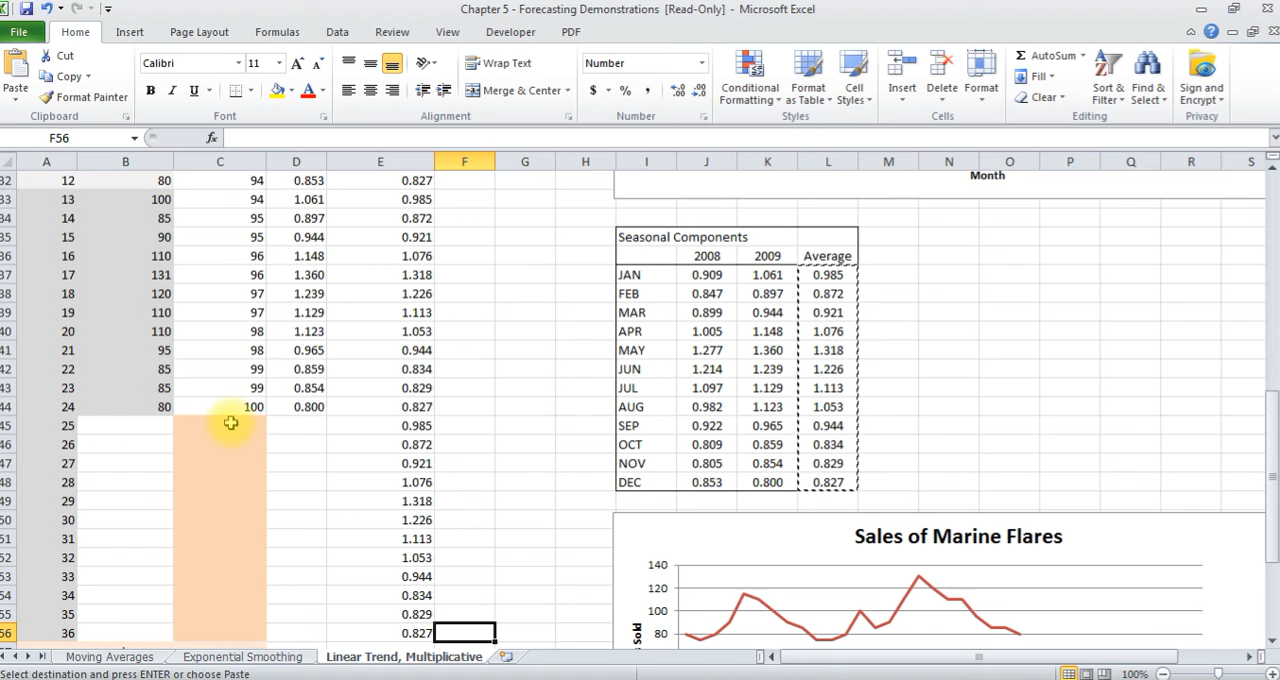 Chapter 5 - Forecasting Demonstrations [Read-Only] - Microsoft Excel
File Home Insert Page Layout Formulas Data Review View Developer PDF
Cut Calibri 11 Wrap Text Number AutoSum
Copy Fill
Paste Format Painter Merge & Center Conditional Formatting Format as Table Cell Styles Insert Delete Format Clear Sort & Filter Find & Select Sign and Encrypt
Clipboard Font Alignment Number Styles Cells Editing Privacy
F56 fx
A B C D E F G H I J K L M N O P Q R S
32 12 80 94 0.853 0.827 Month
33 13 100 94 1.061 0.985
34 14 85 95 0.897 0.872
35 15 90 95 0.944 0.921 Seasonal Components
36 16 110 96 1.148 1.076 2008 2009 Average
37 17 131 96 1.360 1.318 JAN 0.909 1.061 0.985
38 18 120 97 1.239 1.226 FEB 0.847 0.897 0.872
39 19 110 97 1.129 1.113 MAR 0.899 0.944 0.921
40 20 110 98 1.123 1.053 APR 1.005 1.148 1.076
41 21 95 98 0.965 0.944 MAY 1.277 1.360 1.318
42 22 85 99 0.859 0.834 JUN 1.214 1.239 1.226
43 23 85 99 0.854 0.829 JUL 1.097 1.129 1.113
44 24 80 100 0.800 0.827 AUG 0.982 1.123 1.053
45 25 0.985 SEP 0.922 0.965 0.944
46 26 0.872 OCT 0.809 0.859 0.834
47 27 0.921 NOV 0.805 0.854 0.829
48 28 1.076 DEC 0.853 0.800 0.827
49 29 1.318
50 30 1.226 Sales of Marine Flares
51 31 1.113
52 32 1.053 140
53 33 0.944 120
54 34 0.834 100
55 35 0.829 Sold
56 36 0.827 80
Moving Averages Exponential Smoothing Linear Trend, Multiplicative
Select destination and press ENTER or choose Paste 100%